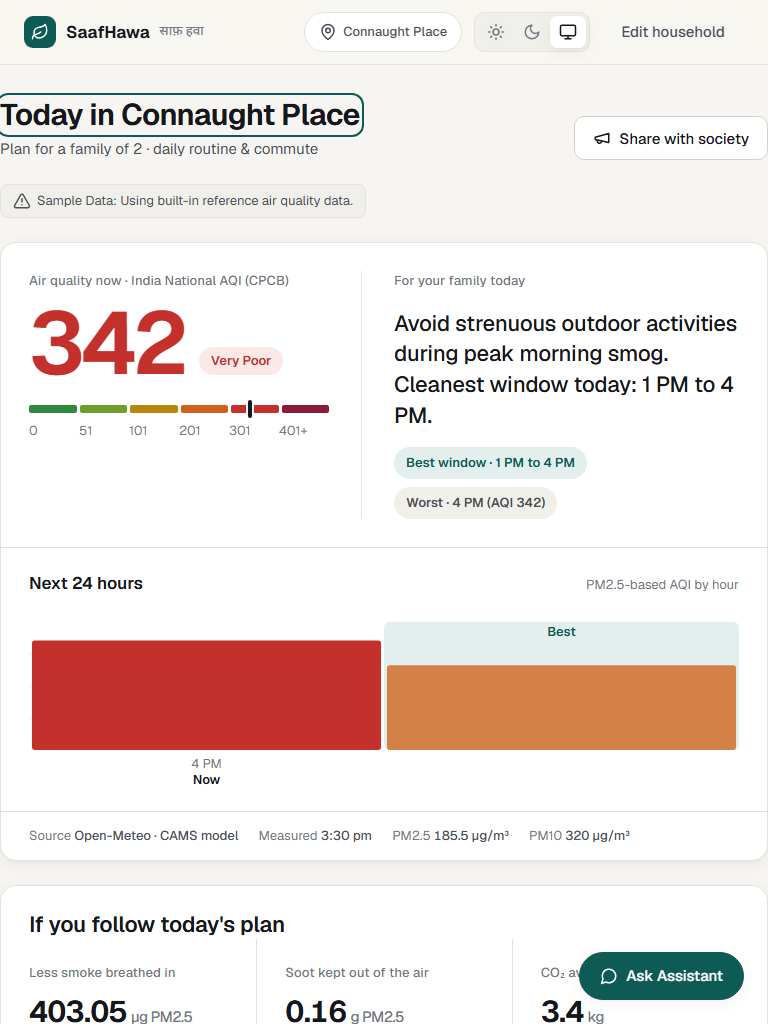 SaafHawa साफ़ हवा
Connaught Place
Edit household
Today in Connaught Place
Plan for a family of 2 · daily routine & commute
Share with society
Sample Data: Using built-in reference air quality data.
Air quality now · India National AQI (CPCB)
342 Very Poor
0 51 101 201 301 401+
For your family today
Avoid strenuous outdoor activities
during peak morning smog.
Cleanest window today: 1 PM to 4
PM.
Best window · 1 PM to 4 PM
Worst · 4 PM (AQI 342)
Next 24 hours
PM2.5-based AQI by hour
Best
4 PM
Now
Source Open-Meteo · CAMS model Measured 3:30 pm PM2.5 185.5 µg/m³ PM10 320 µg/m³
If you follow today's plan
Less smoke breathed in
403.05 µg PM2.5
Soot kept out of the air
0.16 g PM2.5
CO₂
3.4 kg
Ask Assistant